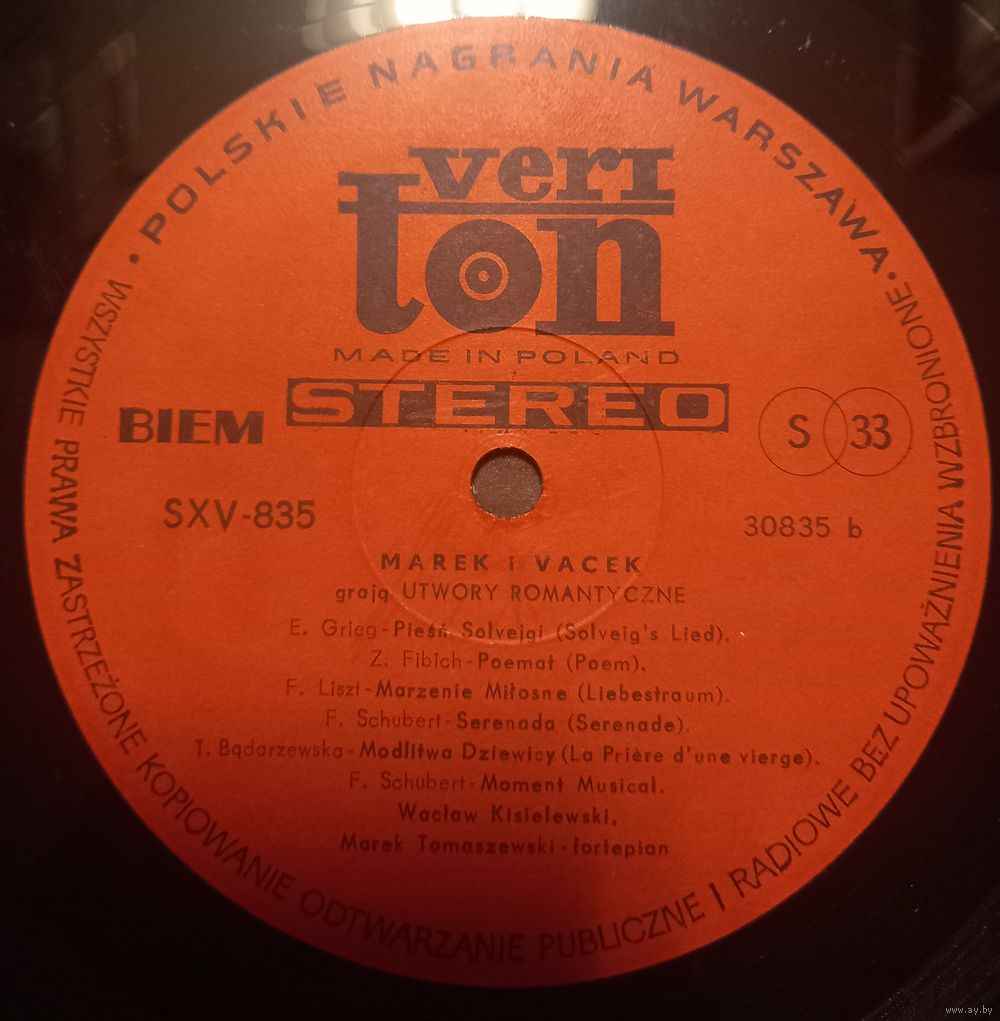 • POLSKIE NAGRANIA WARSZAWA •
veri
ton
MADE IN POLAND
STEREO
BIEM
S 33
SXV-835
30835 b
MAREK i VACEK
grają UTWORY ROMANTYCZNE
E. Grieg-Pieśń Solvejgi (Solveig's Lied).
Z. Fibich-Poemat (Poem).
F. Liszt-Marzenie Miłosne (Liebestraum).
F. Schubert-Serenada (Serenade).
T. Bądarzewska-Modlitwa Dziewicy (La Prière d'une vierge).
F. Schubert-Moment Musical.
Wacław Kisielewski,
Marek Tomaszewski-fortepian
WSZYSTKIE PRAWA ZASTRZEŻONE KOPIOWANIE ODTWARZANIE PUBLICZNE I RADIOWE BEZ UPOWAŻNIENIA WZBRONIONE
www.ay.by